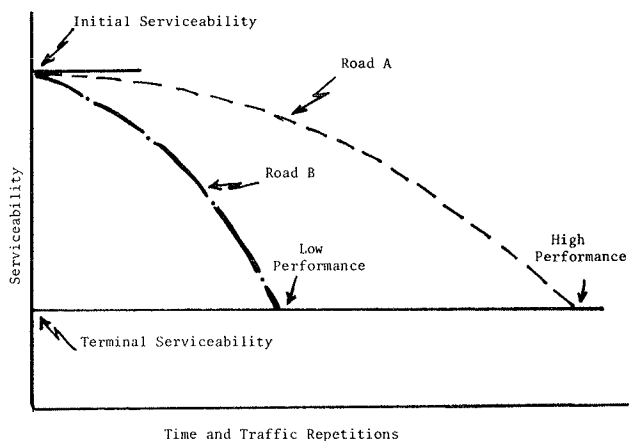 Initial Serviceability
Road A
Road B
Serviceability
Low
Performance
High
Performance
Terminal Serviceability
Time and Traffic Repetitions